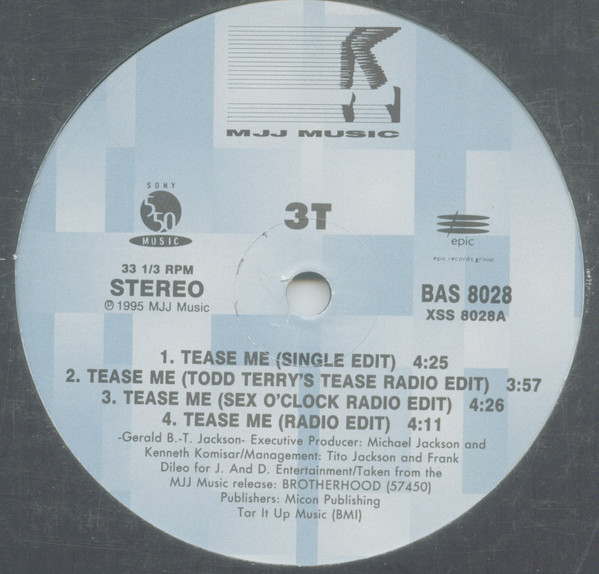 MJJ MUSIC
SONY
550
MUSIC
3T
epic
epic records group
33 1/3 RPM
STEREO
℗ 1995 MJJ Music
BAS 8028
XSS 8028A
1. TEASE ME (SINGLE EDIT) 4:25
2. TEASE ME (TODD TERRY'S TEASE RADIO EDIT) 3:57
3. TEASE ME (SEX O'CLOCK RADIO EDIT) 4:26
4. TEASE ME (RADIO EDIT) 4:11
-Gerald B.-T. Jackson- Executive Producer: Michael Jackson and
Kenneth Komisar/Management: Tito Jackson and Frank
Dileo for J. And D. Entertainment/Taken from the
MJJ Music release: BROTHERHOOD (57450)
Publishers: Micon Publishing
Tar It Up Music (BMI)